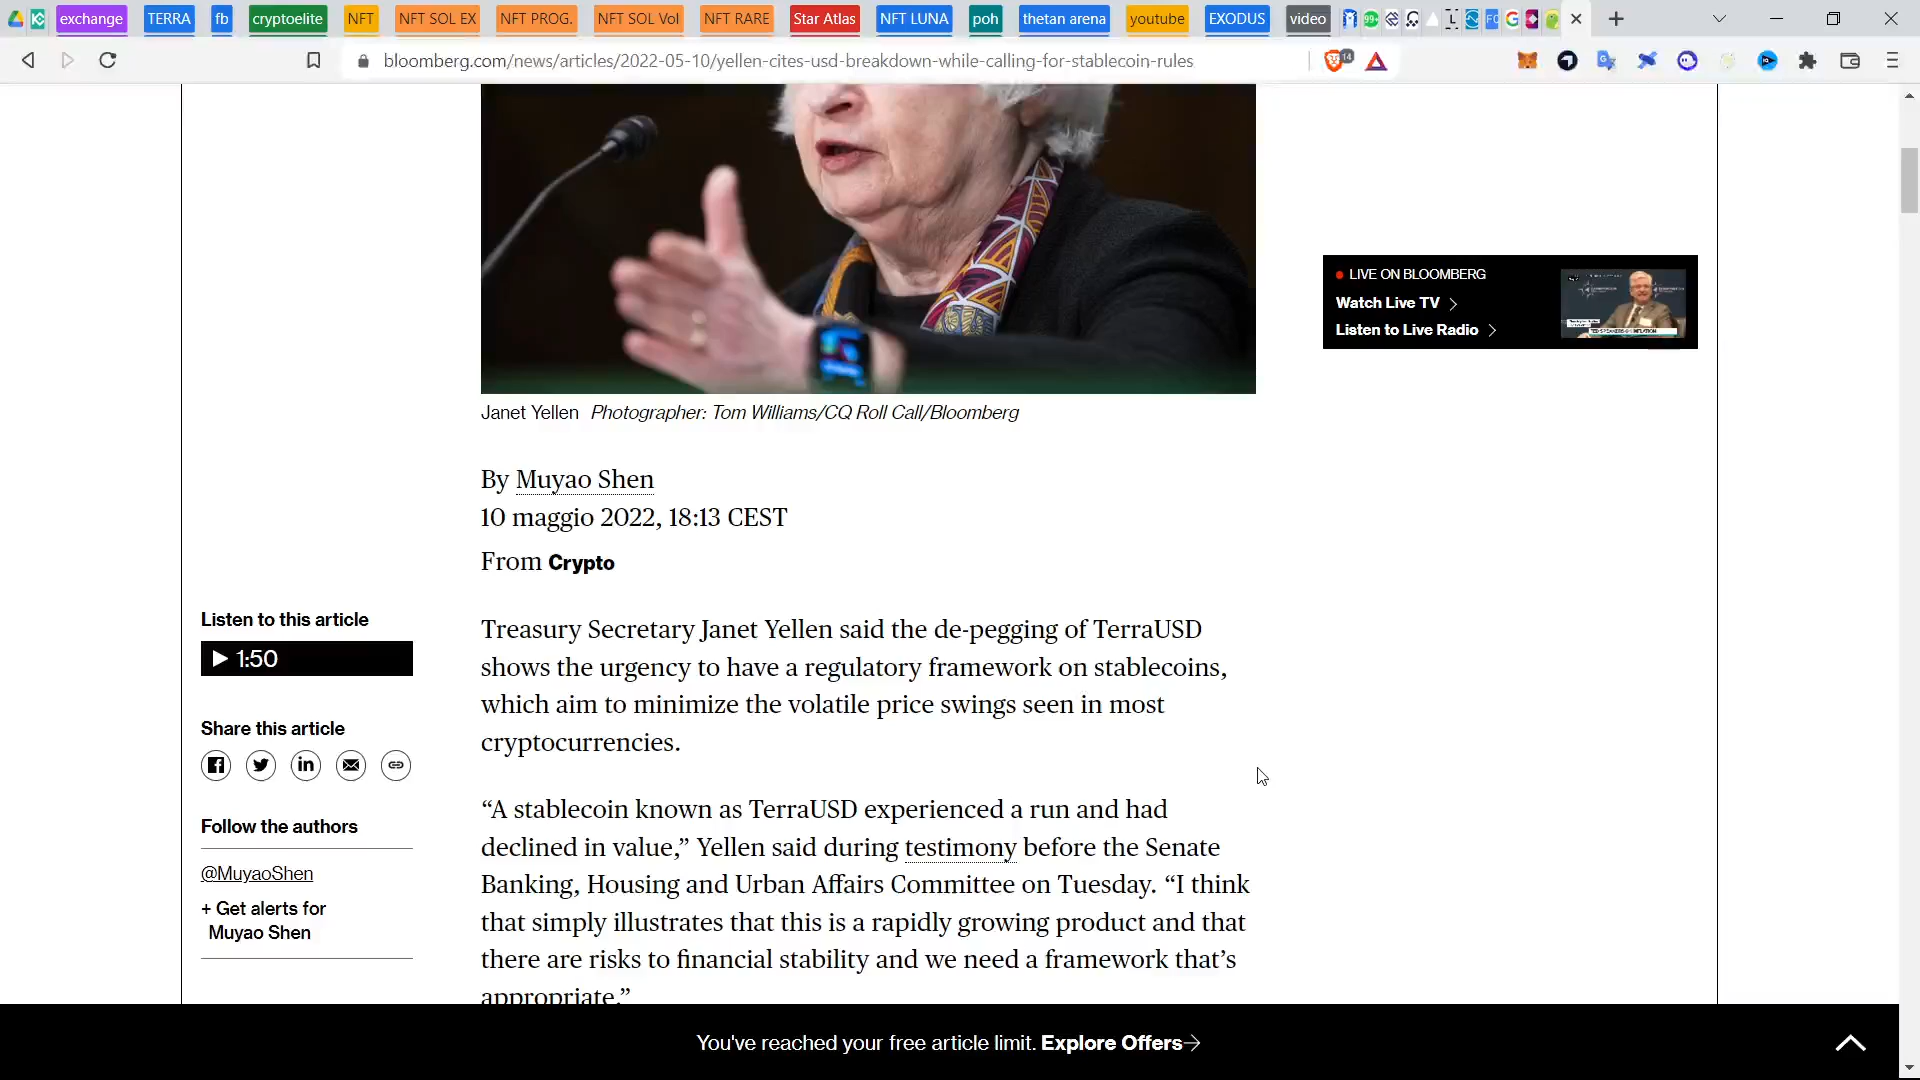 exchange TERRA fb cryptoelite NFT NFT SOL EX NFT PROG. NFT SOL Vol NFT RARE Star Atlas NFT LUNA poh thetan arena youtube EXODUS video
bloomberg.com/news/articles/2022-05-10/yellen-cites-usd-breakdown-while-calling-for-stablecoin-rules
14
LIVE ON BLOOMBERG
Watch Live TV
Listen to Live Radio
Janet Yellen Photographer: Tom Williams/CQ Roll Call/Bloomberg
By Muyao Shen
10 maggio 2022, 18:13 CEST
From Crypto
Listen to this article
1:50
Share this article
Follow the authors
@MuyaoShen
+ Get alerts for
Muyao Shen
Treasury Secretary Janet Yellen said the de-pegging of TerraUSD
shows the urgency to have a regulatory framework on stablecoins,
which aim to minimize the volatile price swings seen in most
cryptocurrencies.
“A stablecoin known as TerraUSD experienced a run and had
declined in value,” Yellen said during testimony before the Senate
Banking, Housing and Urban Affairs Committee on Tuesday. “I think
that simply illustrates that this is a rapidly growing product and that
there are risks to financial stability and we need a framework that’s
appropriate.”
You've reached your free article limit. Explore Offers